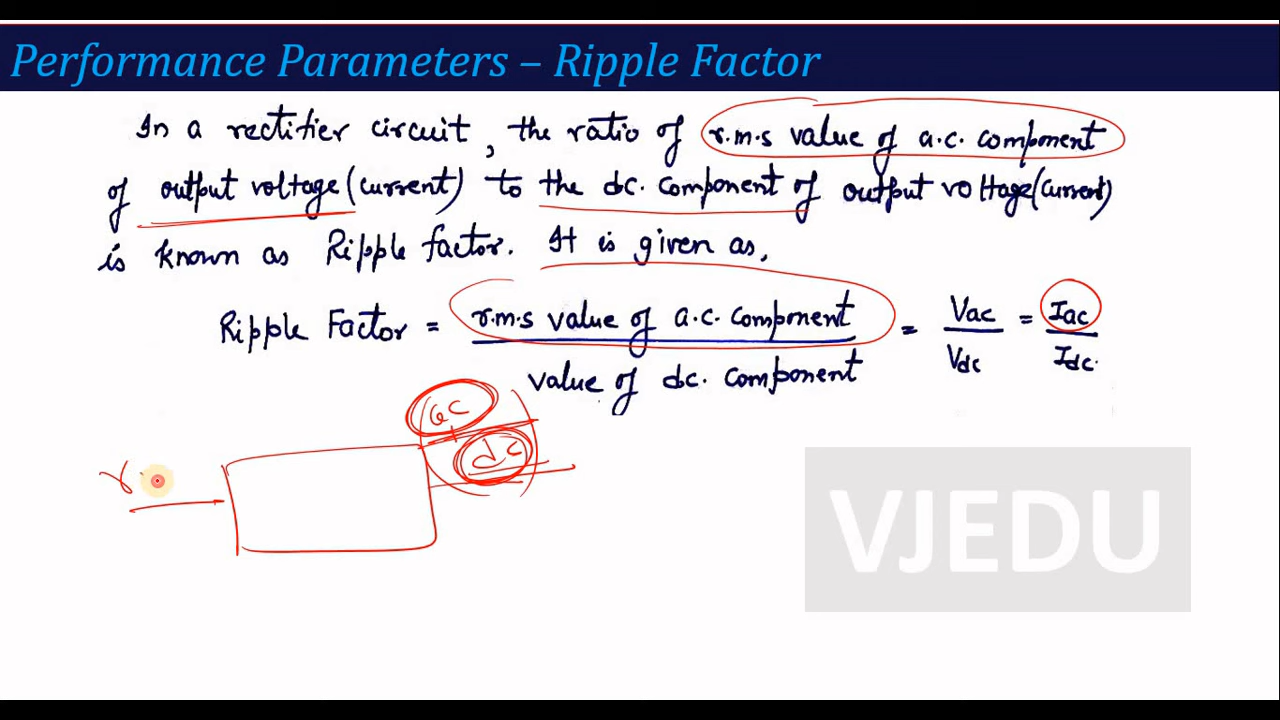 Performance Parameters – Ripple Factor
In a rectifier circuit, the ratio of r.m.s value of a.c. component
of output voltage (current) to the dc. component of output voltage (current)
is known as Ripple factor. It is given as,
Ripple Factor = r.m.s value of a.c. component / value of dc. component = Vac / Vdc = Iac / Idc.
ac
+
dc
VJEDU